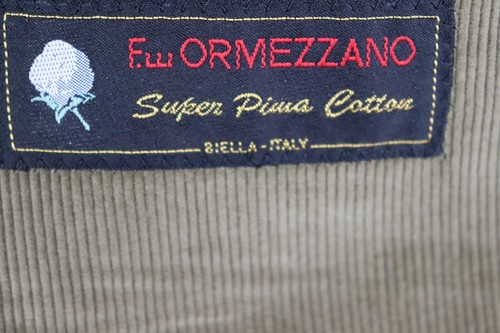 F.lli ORMEZZANO
Super Pima Cotton
BIELLA - ITALY